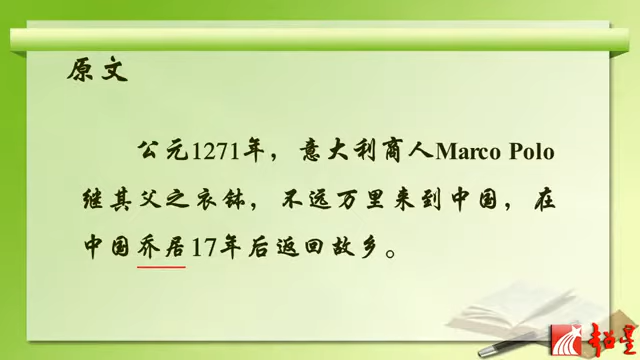 原文
公元1271年，意大利商人Marco Polo
继其父之衣钵，不远万里来到中国，在
中国乔居17年后返回故乡。